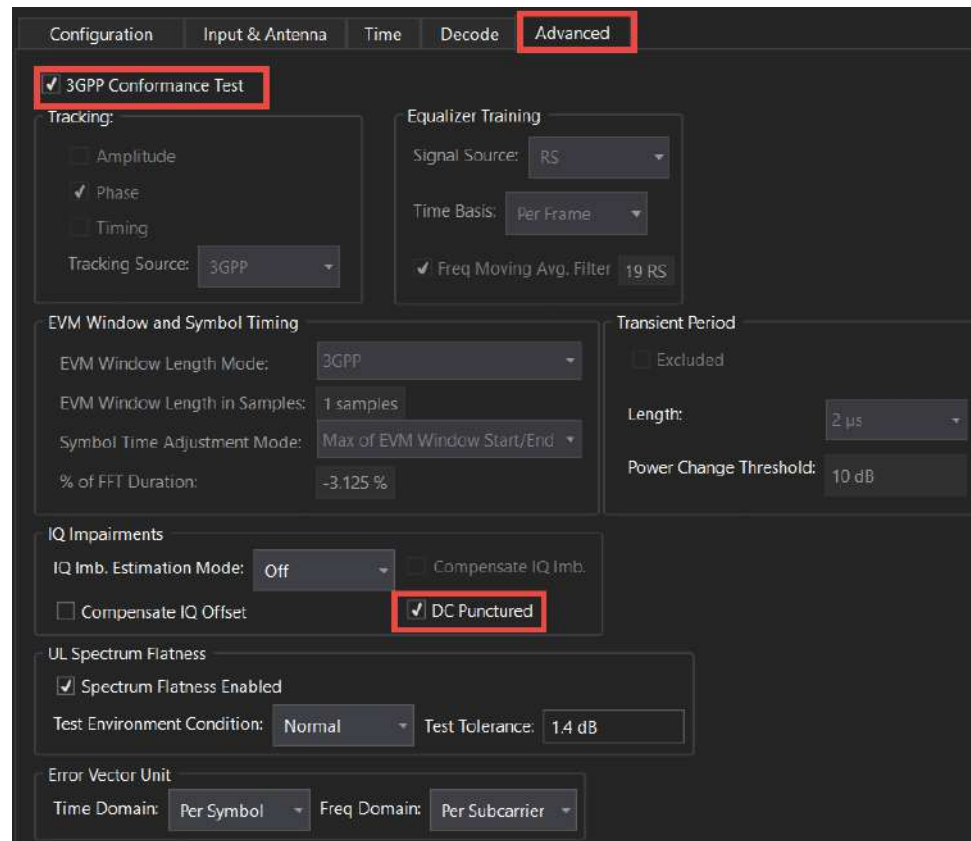 Configuration Input & Antenna Time Decode Advanced
3GPP Conformance Test
Tracking:
Amplitude
Phase
Timing
Tracking Source: 3GPP
Equalizer Training
Signal Source: RS
Time Basis: Per Frame
Freq Moving Avg. Filter 19 RS
EVM Window and Symbol Timing
EVM Window Length Mode: 3GPP
EVM Window Length in Samples: 1 samples
Symbol Time Adjustment Mode: Max of EVM Window Start/End
% of FFT Duration: -3.125 %
Transient Period
Excluded
Length: 2 μs
Power Change Threshold: 10 dB
IQ Impairments
IQ Imb. Estimation Mode: Off Compensate IQ Imb.
Compensate IQ Offset DC Punctured
UL Spectrum Flatness
Spectrum Flatness Enabled
Test Environment Condition: Normal Test Tolerance: 1.4 dB
Error Vector Unit
Time Domain: Per Symbol Freq Domain: Per Subcarrier